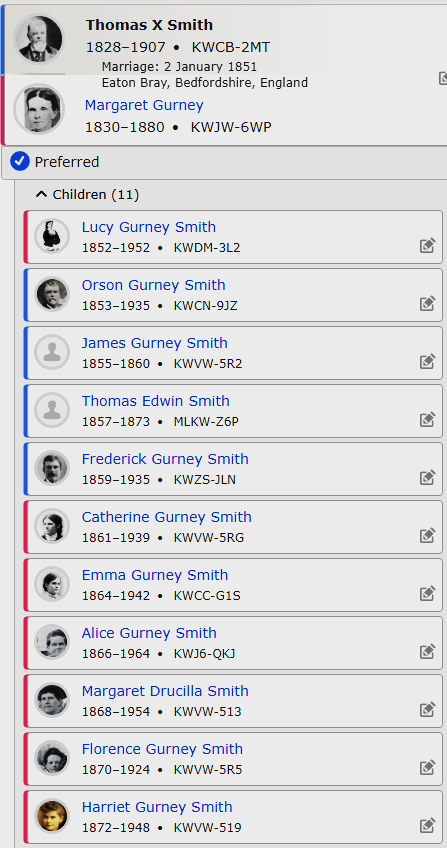 Thomas X Smith
1828–1907 • KWCB-2MT
Marriage: 2 January 1851
Eaton Bray, Bedfordshire, England
Margaret Gurney
1830–1880 • KWJW-6WP
Preferred
Children (11)
Lucy Gurney Smith
1852–1952 • KWDM-3L2
Orson Gurney Smith
1853–1935 • KWCN-9JZ
James Gurney Smith
1855–1860 • KWVW-5R2
Thomas Edwin Smith
1857–1873 • MLKW-Z6P
Frederick Gurney Smith
1859–1935 • KWZS-JLN
Catherine Gurney Smith
1861–1939 • KWVW-5RG
Emma Gurney Smith
1864–1942 • KWCC-G1S
Alice Gurney Smith
1866–1964 • KWJ6-QKJ
Margaret Drucilla Smith
1868–1954 • KWVW-513
Florence Gurney Smith
1870–1924 • KWVV-5R5
Harriet Gurney Smith
1872–1948 • KWVW-519